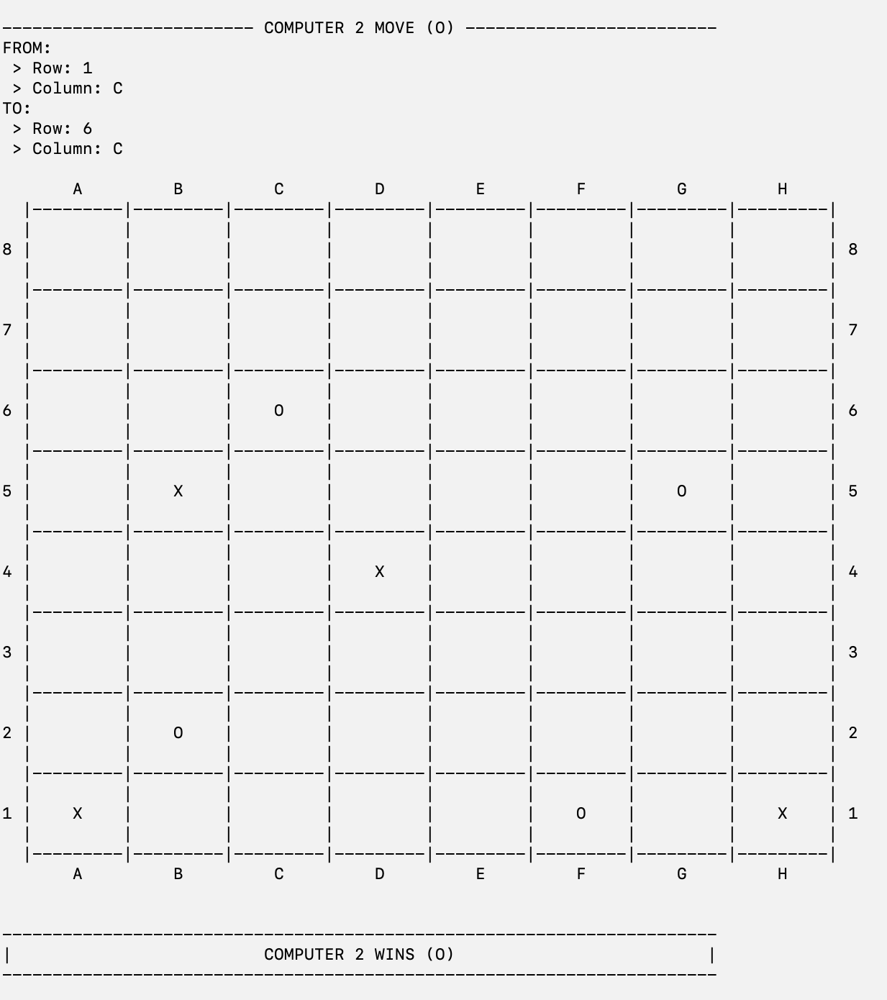 ------------------------- COMPUTER 2 MOVE (O) -------------------------
FROM:
 > Row: 1
 > Column: C
TO:
 > Row: 6
 > Column: C
A B C D E F G H
8 8
7 7
6 O 6
5 X O 5
4 X 4
3 3
2 O 2
1 X O X 1
A B C D E F G H
| COMPUTER 2 WINS (O) |